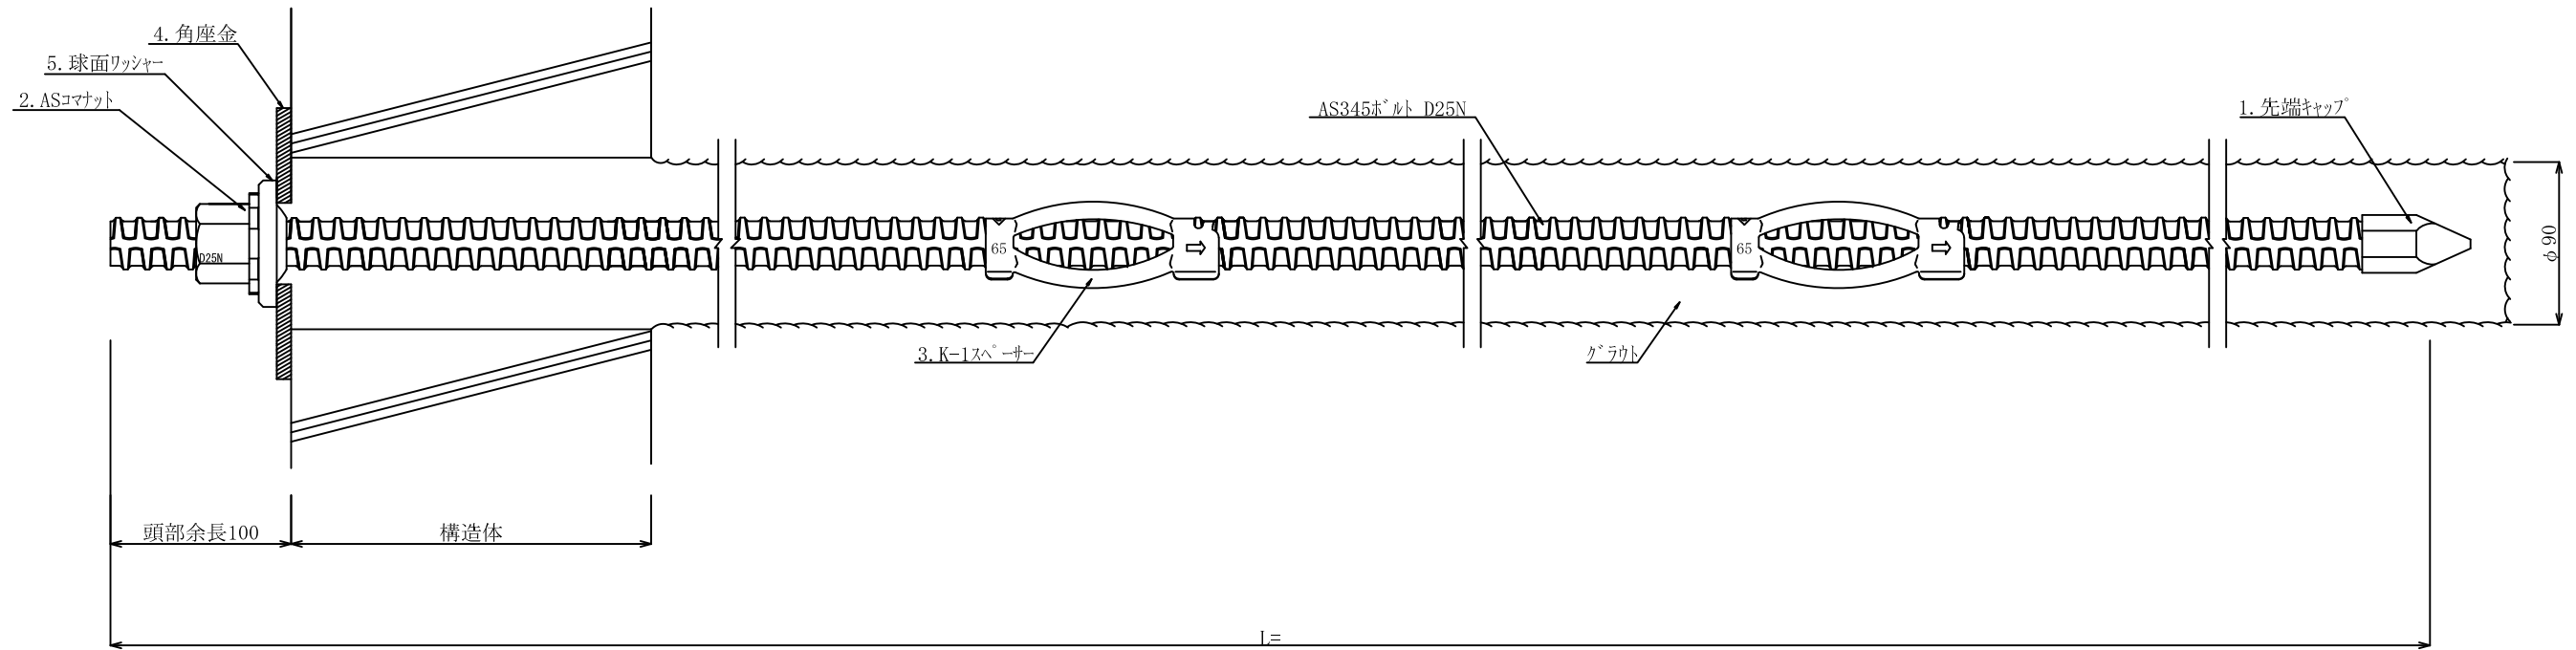 4. 角座金
5. 球面ﾜｯｼｬｰ
2. ASｺﾏﾅｯﾄ
AS345ﾎﾞﾙﾄ D25N
1. 先端ｷｬｯﾌﾟ
D25N
65
65
φ90
3. K-1ｽﾍﾟｰｻｰ
ｸﾞﾗｳﾄ
頭部余長100
構造体
L=